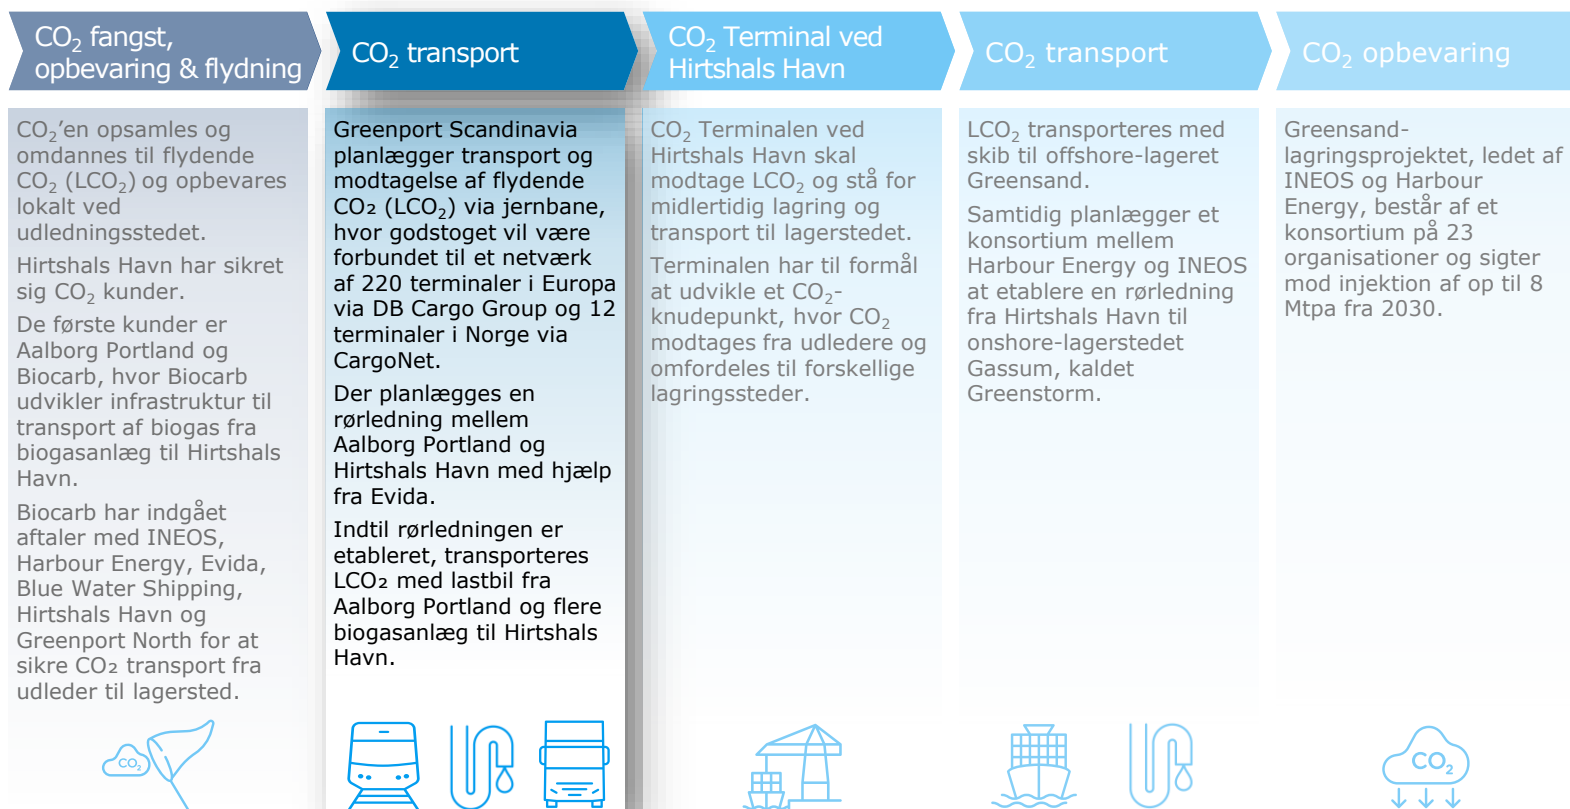 CO₂ fangst,
opbevaring & flydning
CO₂'en opsamles og
omdannes til flydende
CO₂ (LCO₂) og opbevares
lokalt ved
udledningsstedet.
Hirtshals Havn har sikret
sig CO₂ kunder.
De første kunder er
Aalborg Portland og
Biocarb, hvor Biocarb
udvikler infrastruktur til
transport af biogas fra
biogasanlæg til Hirtshals
Havn.
Biocarb har indgået
aftaler med INEOS,
Harbour Energy, Evida,
Blue Water Shipping,
Hirtshals Havn og
Greenport North for at
sikre CO₂ transport fra
udleder til lagersted.
CO₂
CO₂ transport
Greenport Scandinavia
planlægger transport og
modtagelse af flydende
CO₂ (LCO₂) via jernbane,
hvor godstoget vil være
forbundet til et netværk
af 220 terminaler i Europa
via DB Cargo Group og 12
terminaler i Norge via
CargoNet.
Der planlægges en
rørledning mellem
Aalborg Portland og
Hirtshals Havn med hjælp
fra Evida.
Indtil rørledningen er
etableret, transporteres
LCO₂ med lastbil fra
Aalborg Portland og flere
biogasanlæg til Hirtshals
Havn.
CO₂ Terminal ved
Hirtshals Havn
CO₂ Terminalen ved
Hirtshals Havn skal
modtage LCO₂ og stå for
midlertidig lagring og
transport til lagerstedet.
Terminalen har til formål
at udvikle et CO₂-
knudepunkt, hvor CO₂
modtages fra udledere og
omfordeles til forskellige
lagringssteder.
CO₂ transport
LCO₂ transporteres med
skib til offshore-lageret
Greensand.
Samtidig planlægger et
konsortium mellem
Harbour Energy og INEOS
at etablere en rørledning
fra Hirtshals Havn til
onshore-lagerstedet
Gassum, kaldet
Greenstorm.
CO₂ opbevaring
Greensand-
lagringsprojektet, ledet af
INEOS og Harbour
Energy, består af et
konsortium på 23
organisationer og sigter
mod injektion af op til 8
Mtpa fra 2030.
CO₂